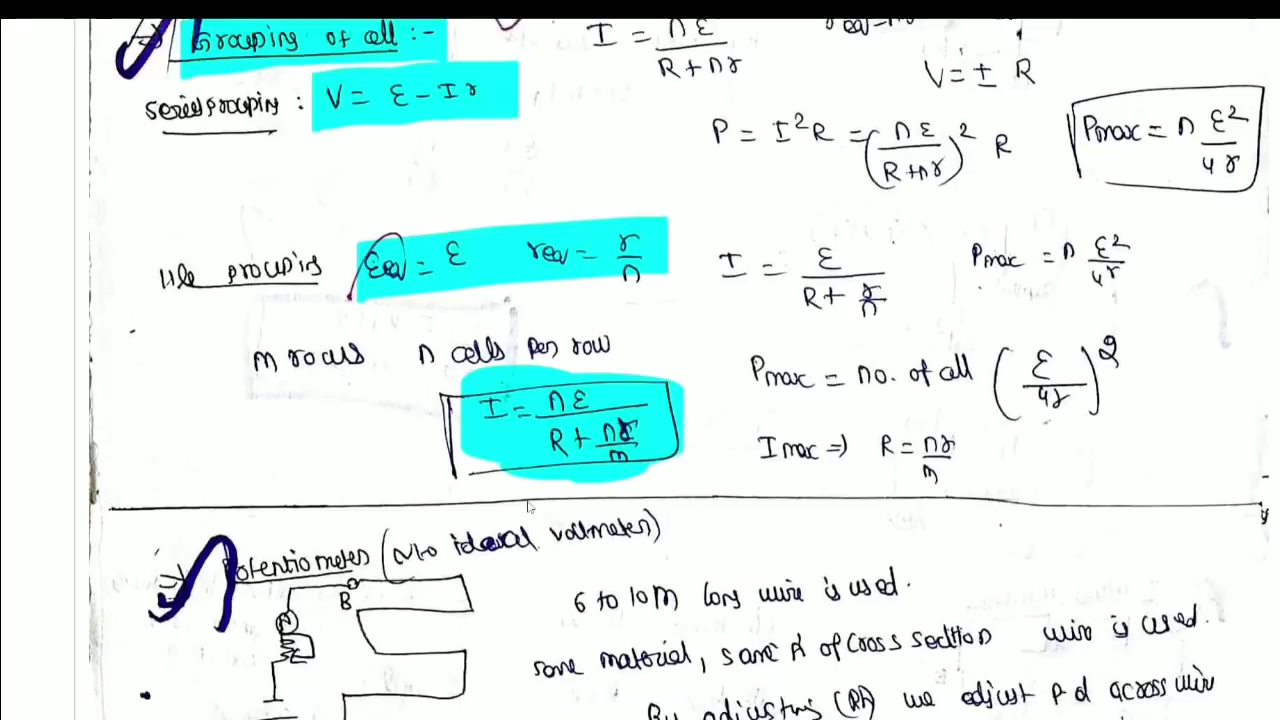 Grouping of cell :-
I = nε / R + nr
V = ± R
Series grouping : V = ε - Ir
P = I²R = (nε / R + nr)² R
Pmax = n ε² / 4r
lle grouping εeq = ε req = r / n
I = ε / R + r/n
Pmax = n ε² / 4r
m rows n cells per row
Pmax = no. of cell (ε / 4r)²
I = nε / R + nr/m
Imax => R = nr / m
Potentiometer (~to ideal voltmeter)
B
6 to 10m long wire is used.
same material, same A of cross section wire is used.
By adjusting (Rh) we adjust P d across wire